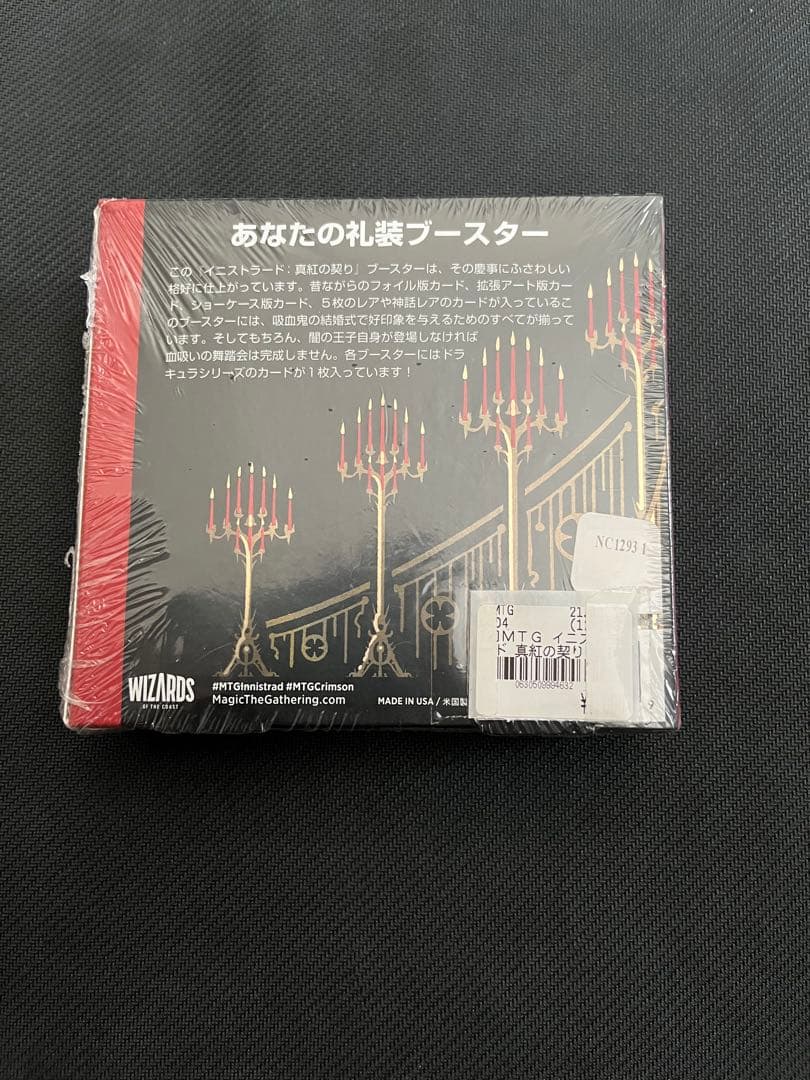 あなたの礼装ブースター
この『イニストラード：真紅の契り』ブースターは、その慶事にふさわしい
格好に仕上がっています。昔ながらのフォイル版カード、拡張アート版カー
ド、ショーケース版カード、５枚のレアや神話レアのカードが入っているこ
のブースターには、吸血鬼の結婚式で好印象を与えるためのすべてが揃って
います。そしてもちろん、闇の王子自身が登場しなければ
血吸いの舞踏会は完成しません。各ブースターにはドラ
キュラシリーズのカードが１枚入っています！
NC1293 1
MTG 21.
04 (1
MTG イニス
ド 真紅の契り
0630509994632
WIZARDS
OF THE COAST
#MTGInnistrad #MTGCrimson
MagicTheGathering.com
MADE IN USA / 米国製